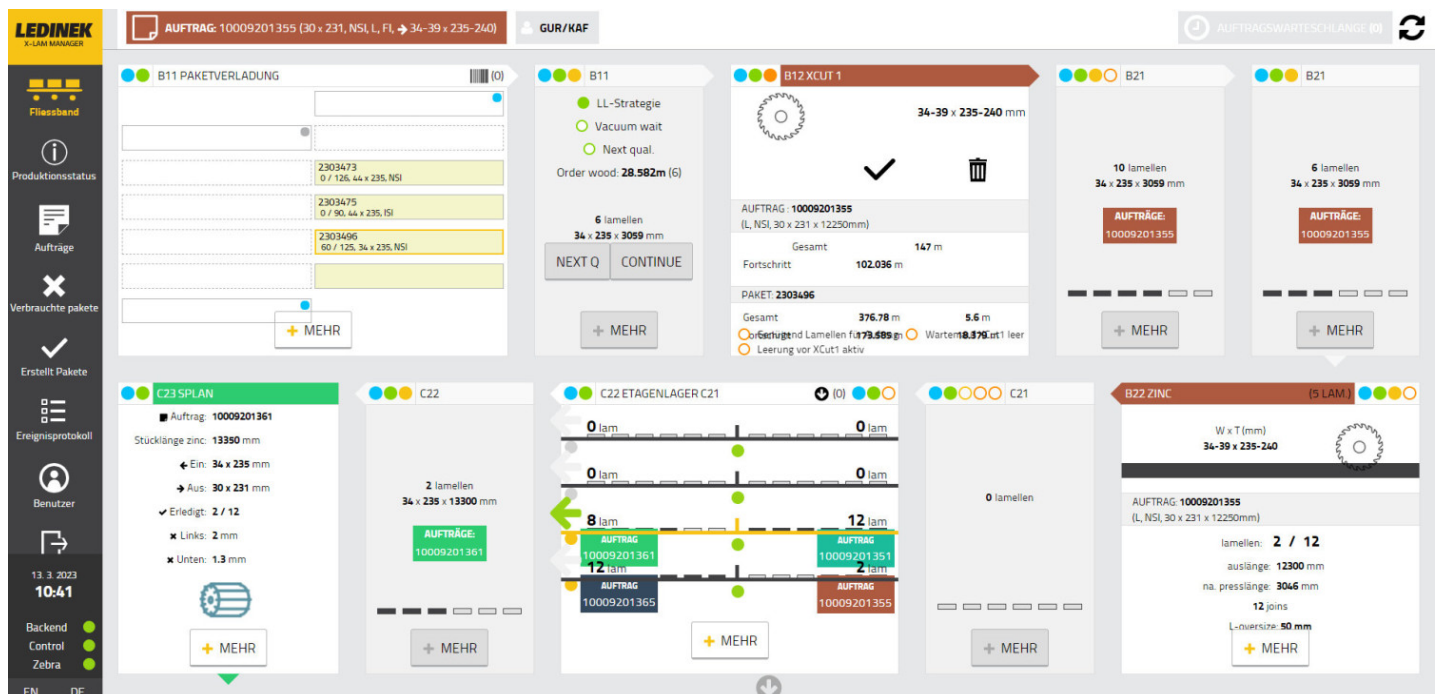 LEDINEK
X-LAM MANAGER
AUFTRAG: 10009201355 (30 x 231, NSI, L, FI, → 34-39 x 235-240)
GUR/KAF
AUFTRAGSWARTESCHLANGE (0)
Fliessband
Produktionsstatus
Aufträge
Verbrauchte pakete
Erstellt Pakete
Ereignisprotokoll
Benutzer
13. 3. 2023
10:41
Backend
Control
Zebra
EN DE
B11 PAKETVERLADUNG (0)
2303473
0 / 126, 44 x 235, NSI
2303475
0 / 90, 44 x 235, ISI
2303496
60 / 125, 34 x 235, NSI
+ MEHR
B11
LL-Strategie
Vacuum wait
Next qual.
Order wood: 28.582m (6)
6 lamellen
34 x 235 x 3059 mm
NEXT Q CONTINUE
+ MEHR
B12 XCUT 1
34-39 x 235-240 mm
AUFTRAG : 10009201355
(L, NSI, 30 x 231 x 12250mm)
Gesamt 147 m
Fortschritt 102.036 m
PAKET: 2303496
Gesamt 376.78 m 5.6 m
173.585 m 18.379 m
Leerung vor XCut1 aktiv
B21
10 lamellen
34 x 235 x 3059 mm
AUFTRÄGE:
10009201355
+ MEHR
B21
6 lamellen
34 x 235 x 3059 mm
AUFTRÄGE:
10009201355
+ MEHR
C23 SPLAN
Auftrag: 10009201361
Stücklänge zinc: 13350 mm
← Ein: 34 x 235 mm
→ Aus: 30 x 231 mm
✓ Erledigt: 2 / 12
× Links: 2 mm
× Unten: 1.3 mm
+ MEHR
C22
2 lamellen
34 x 235 x 13300 mm
AUFTRÄGE:
10009201361
+ MEHR
C22 ETAGENLAGER C21 (0)
0 lam 0 lam
0 lam 0 lam
8 lam 12 lam
AUFTRAG AUFTRAG
10009201361 10009201351
12 lam 2 lam
AUFTRAG AUFTRAG
10009201365 10009201355
+ MEHR
C21
0 lamellen
+ MEHR
B22 ZINC (5 LAM.)
W x T (mm)
34-39 x 235-240
AUFTRAG: 10009201355
(L, NSI, 30 x 231 x 12250mm)
lamellen: 2 / 12
auslänge: 12300 mm
na. presslänge: 3046 mm
12 joins
L-oversize: 50 mm
+ MEHR